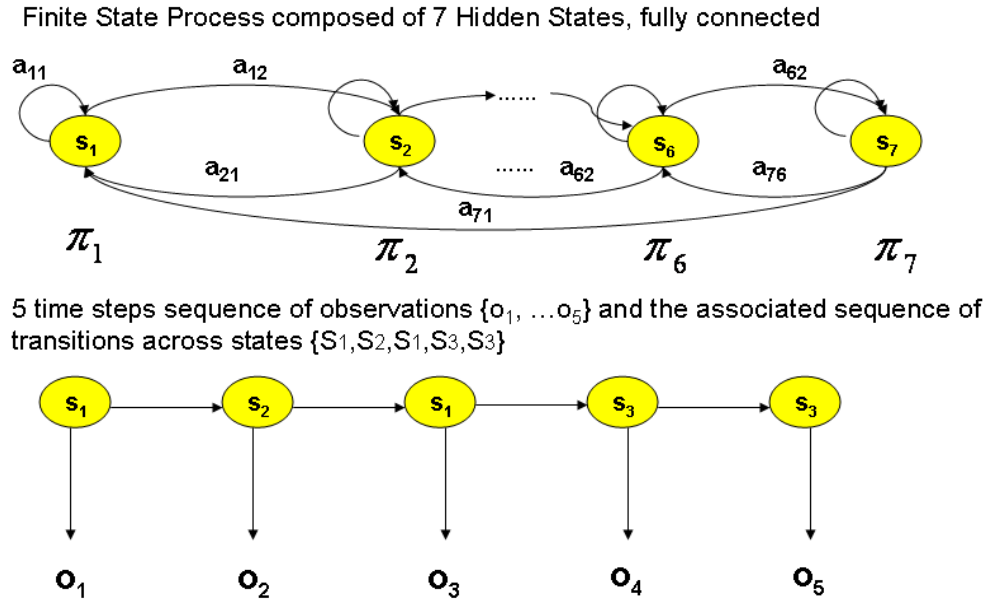 Finite State Process composed of 7 Hidden States, fully connected
a₁₁ a₁₂ a₆₂
......
s₁ s₂ s₆ s₇
a₂₁ ...... a₆₂ a₇₆
a₇₁
π₁ π₂ π₆ π₇
5 time steps sequence of observations {o₁, ...o₅} and the associated sequence of
transitions across states {S1,S2,S1,S3,S3}
s₁ s₂ s₁ s₃ s₃
o₁ o₂ o₃ o₄ o₅